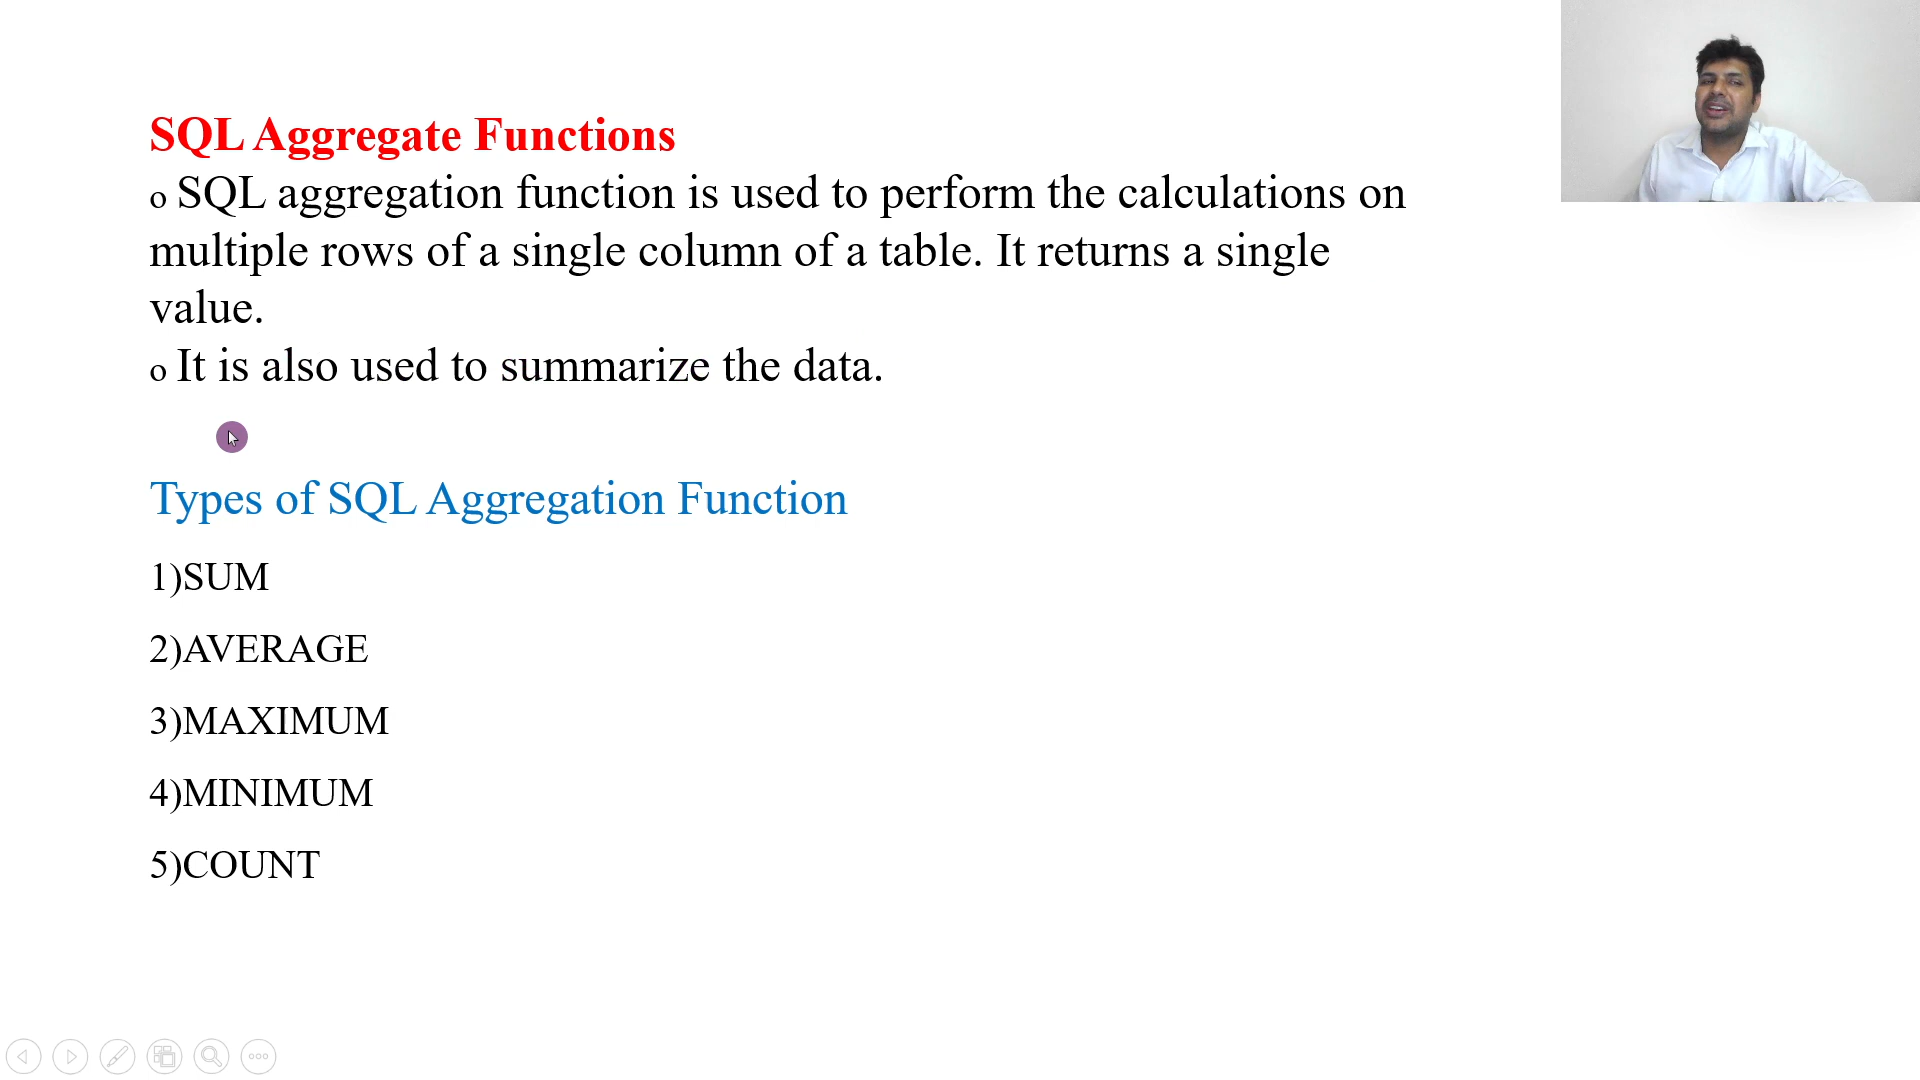 SQL Aggregate Functions
o SQL aggregation function is used to perform the calculations on
multiple rows of a single column of a table. It returns a single
value.
o It is also used to summarize the data.
Types of SQL Aggregation Function
1)SUM
2)AVERAGE
3)MAXIMUM
4)MINIMUM
5)COUNT